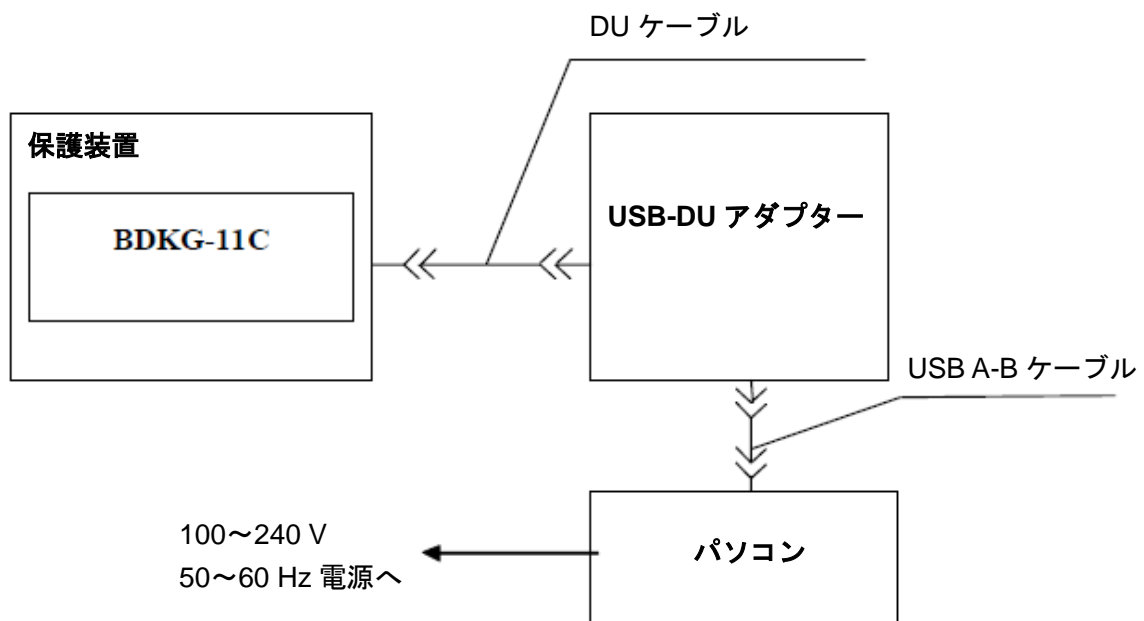 DU ケーブル
保護装置
BDKG-11C
USB-DU アダプター
USB A-B ケーブル
パソコン
100～240 V
50～60 Hz 電源へ